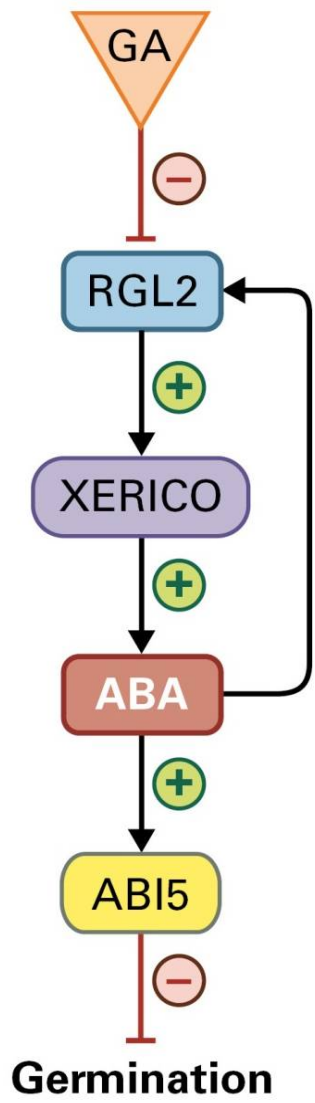 GA
−
RGL2
+
XERICO
+
ABA
+
ABI5
−
Germination